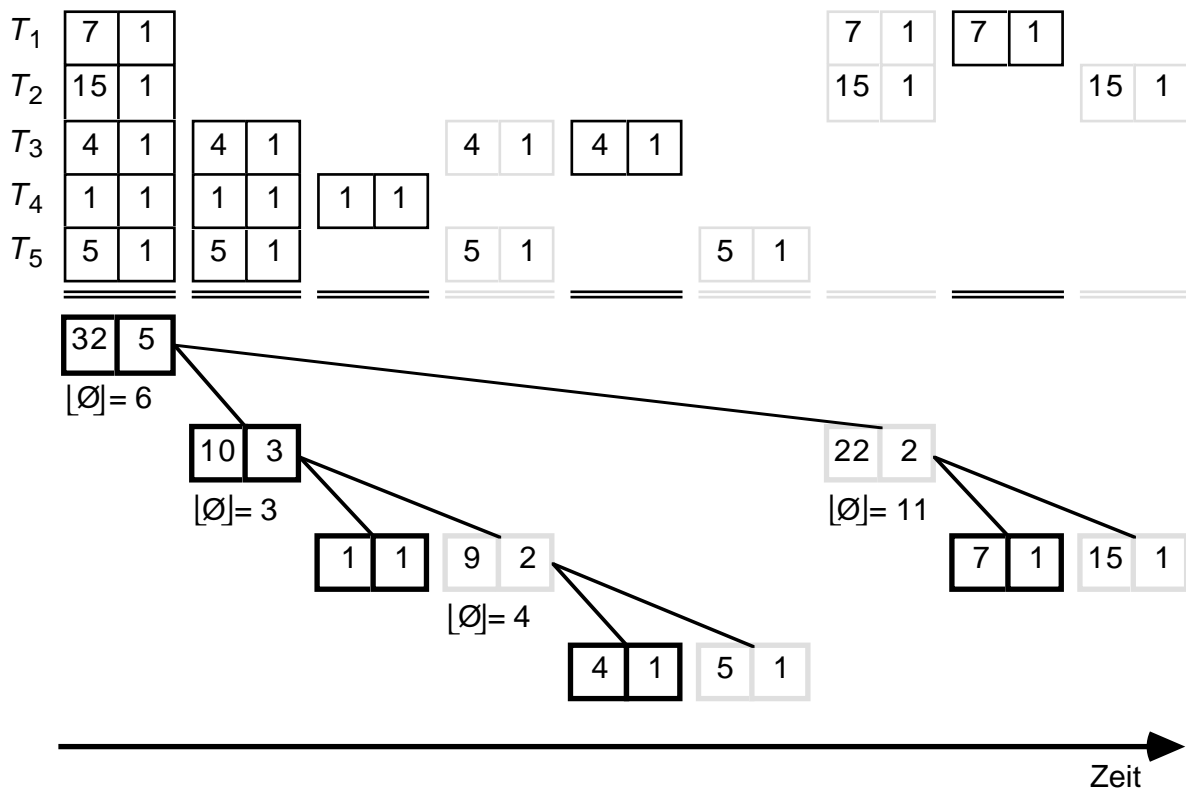 T1 7 1 7 1 7 1
T2 15 1 15 1 15 1
T3 4 1 4 1 4 1 4 1
T4 1 1 1 1 1 1
T5 5 1 5 1 5 1 5 1
32 5
⌊Ø⌋= 6
10 3 22 2
⌊Ø⌋= 3 ⌊Ø⌋= 11
1 1 9 2 7 1 15 1
⌊Ø⌋= 4
4 1 5 1
Zeit